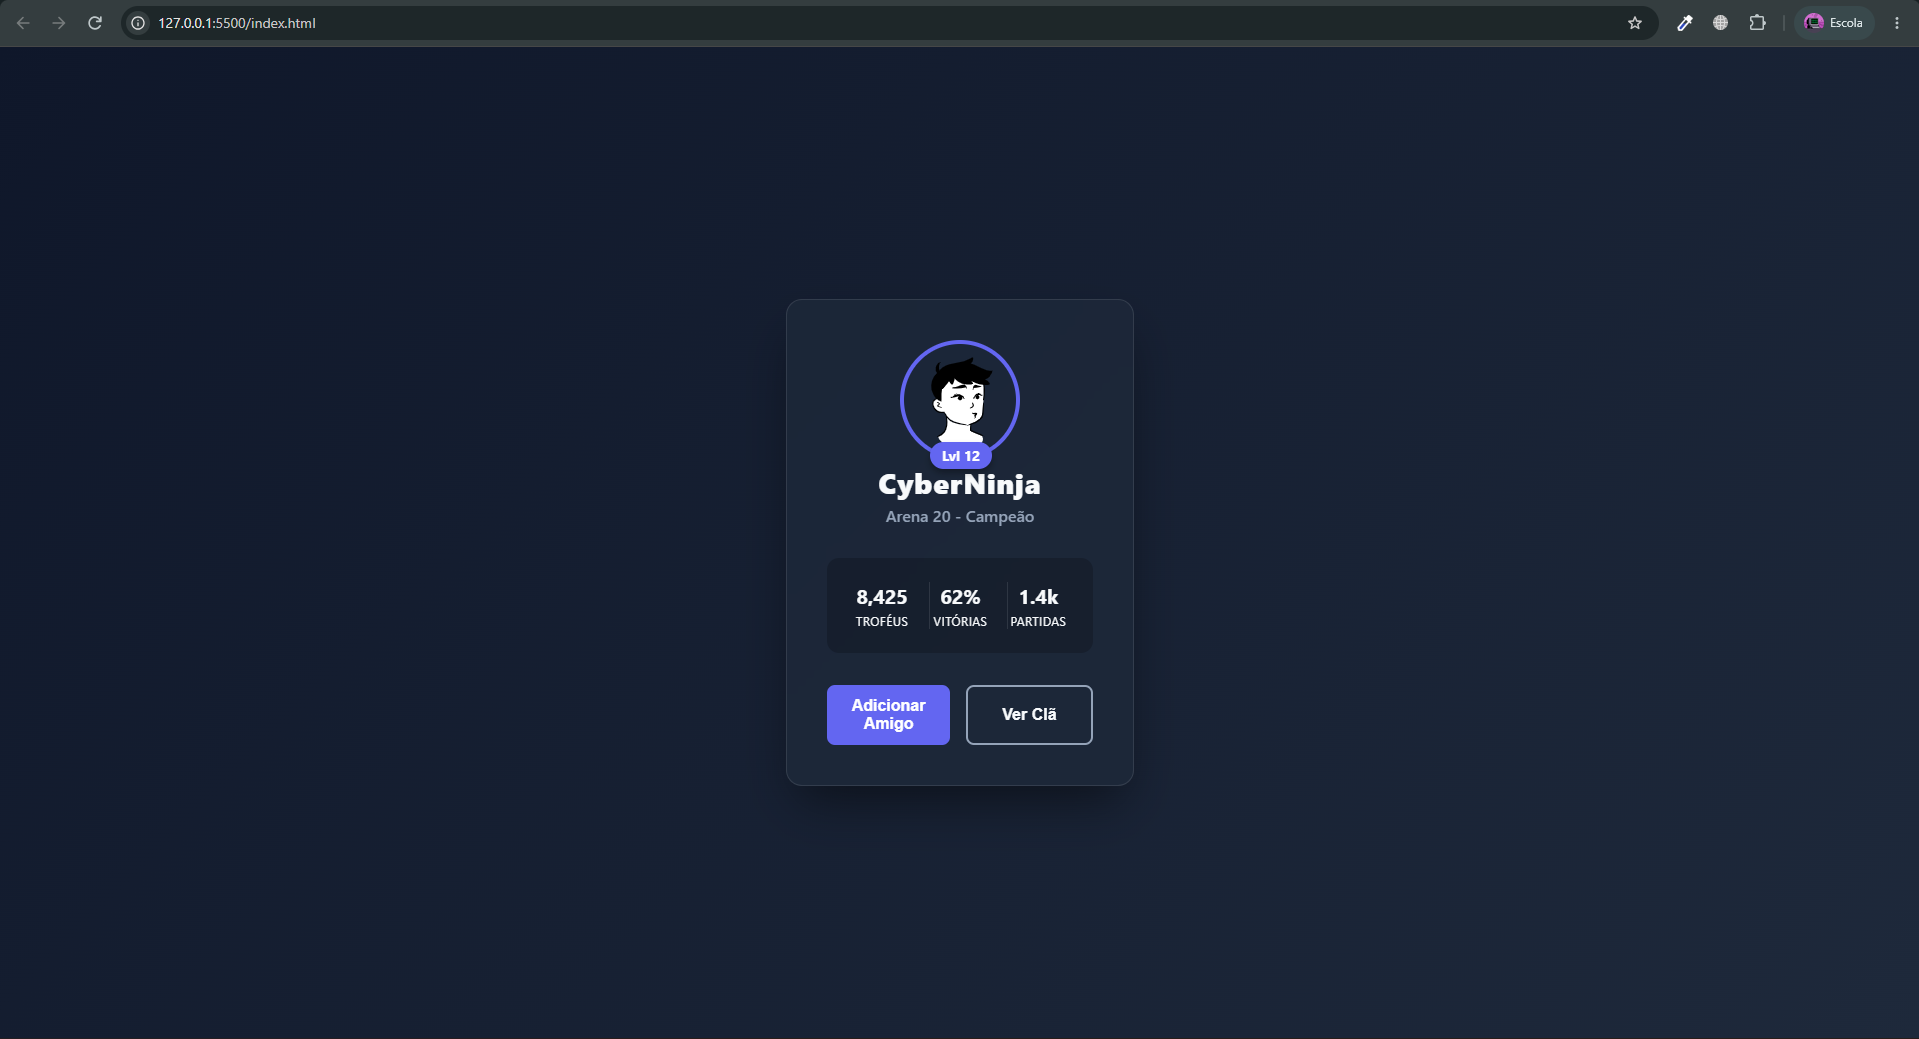 127.0.0.1:5500/index.html
Escola
Lvl 12
CyberNinja
Arena 20 - Campeão
8,425
TROFÉUS
62%
VITÓRIAS
1.4k
PARTIDAS
Adicionar
Amigo
Ver Clã